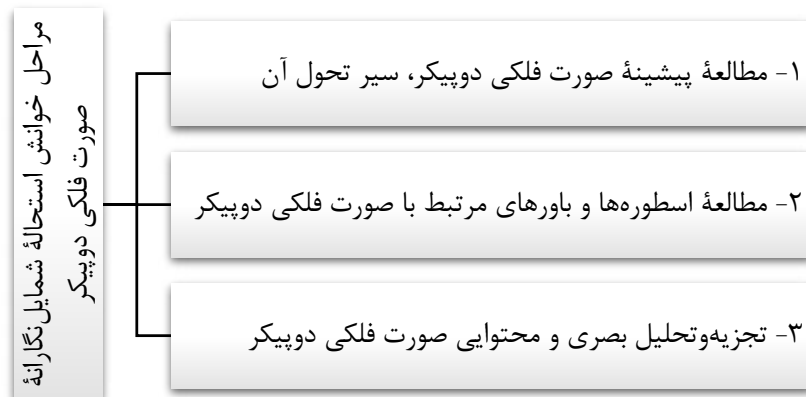 مراحل خوانش استحالهٔ شمایل‌نگارانهٔ
صورت فلکی دوپیکر
۱- مطالعهٔ پیشینهٔ صورت فلکی دوپیکر، سیر تحول آن
۲- مطالعهٔ اسطوره‌ها و باورهای مرتبط با صورت فلکی دوپیکر
۳- تجزیه‌وتحلیل بصری و محتوایی صورت فلکی دوپیکر